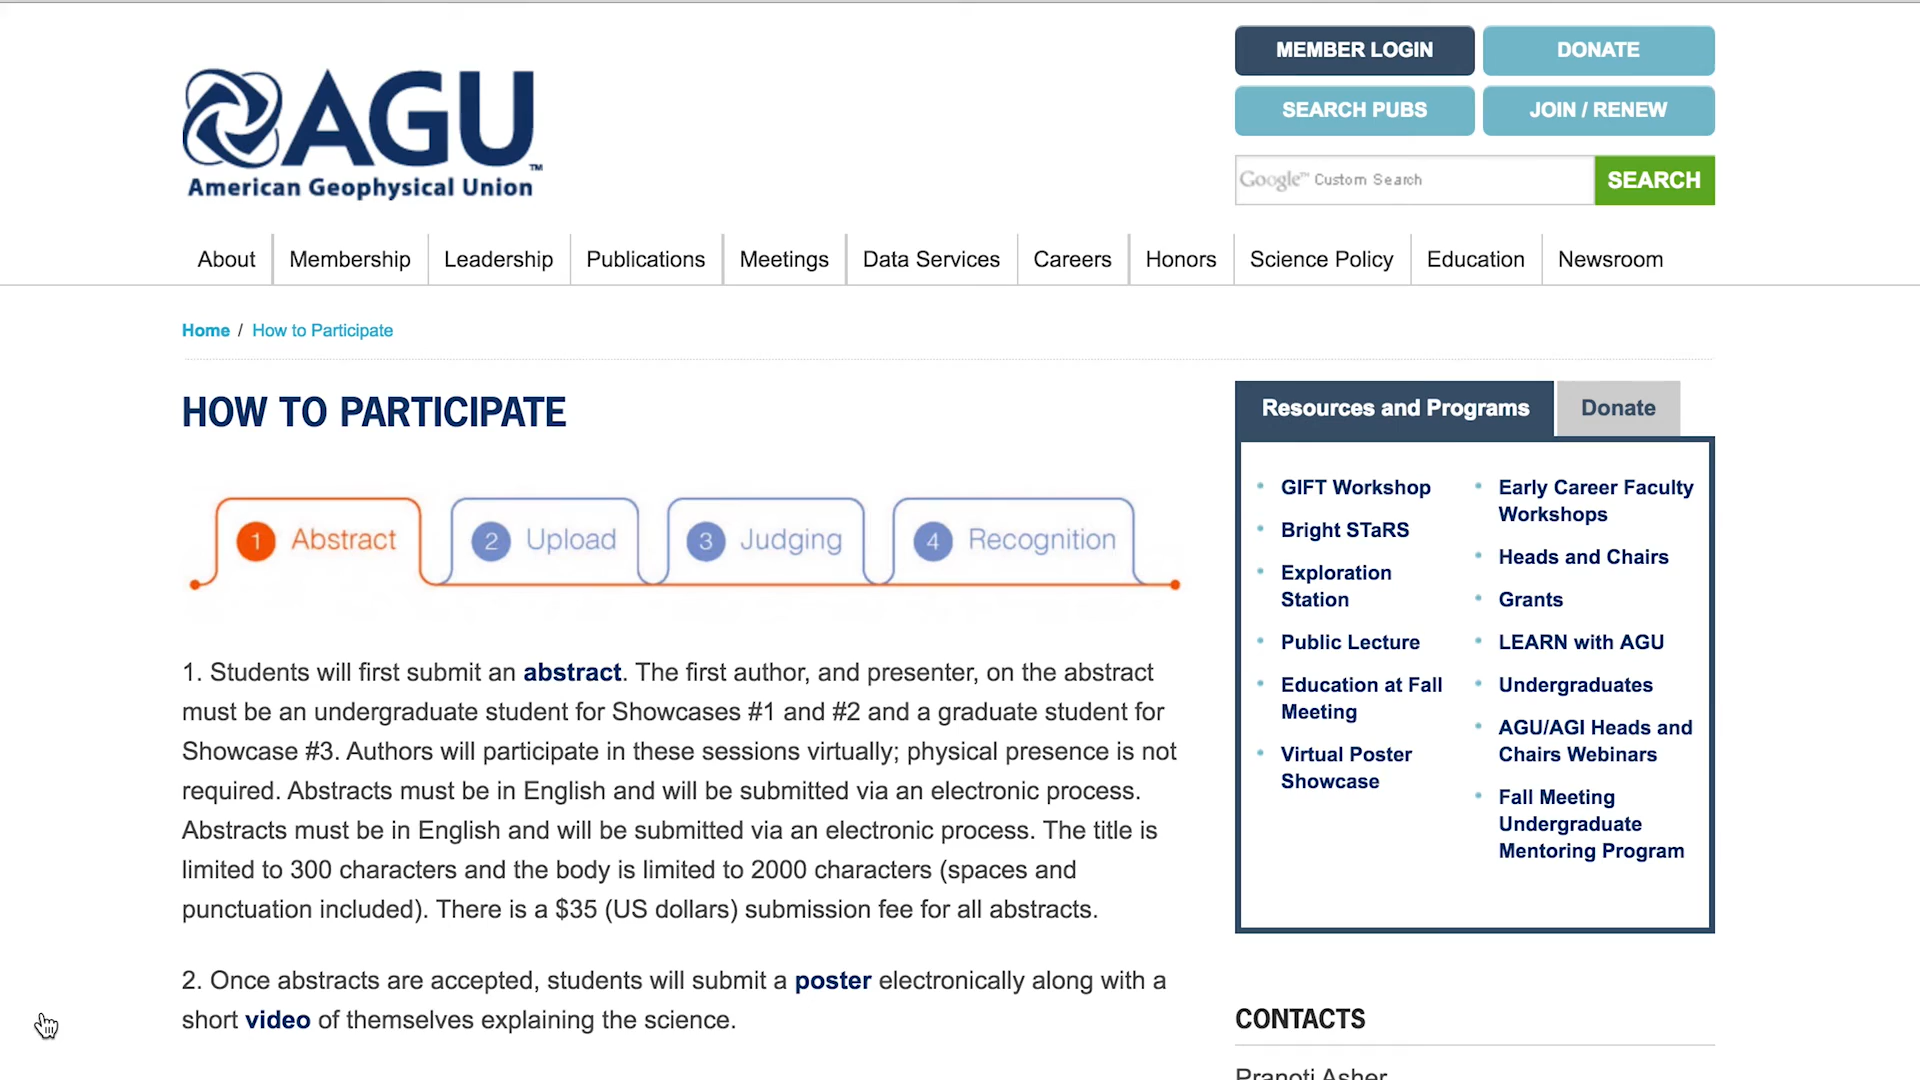 MEMBER LOGIN
DONATE
AGU™
American Geophysical Union
SEARCH PUBS
JOIN / RENEW
Google™ Custom Search
SEARCH
About
Membership
Leadership
Publications
Meetings
Data Services
Careers
Honors
Science Policy
Education
Newsroom
Home / How to Participate
HOW TO PARTICIPATE
1 Abstract
2 Upload
3 Judging
4 Recognition
1. Students will first submit an abstract. The first author, and presenter, on the abstract
must be an undergraduate student for Showcases #1 and #2 and a graduate student for
Showcase #3. Authors will participate in these sessions virtually; physical presence is not
required. Abstracts must be in English and will be submitted via an electronic process.
Abstracts must be in English and will be submitted via an electronic process. The title is
limited to 300 characters and the body is limited to 2000 characters (spaces and
punctuation included). There is a $35 (US dollars) submission fee for all abstracts.
2. Once abstracts are accepted, students will submit a poster electronically along with a
short video of themselves explaining the science.
Resources and Programs
Donate
GIFT Workshop
Bright STaRS
Exploration
Station
Public Lecture
Education at Fall
Meeting
Virtual Poster
Showcase
Early Career Faculty
Workshops
Heads and Chairs
Grants
LEARN with AGU
Undergraduates
AGU/AGI Heads and
Chairs Webinars
Fall Meeting
Undergraduate
Mentoring Program
CONTACTS
Pranoti Asher